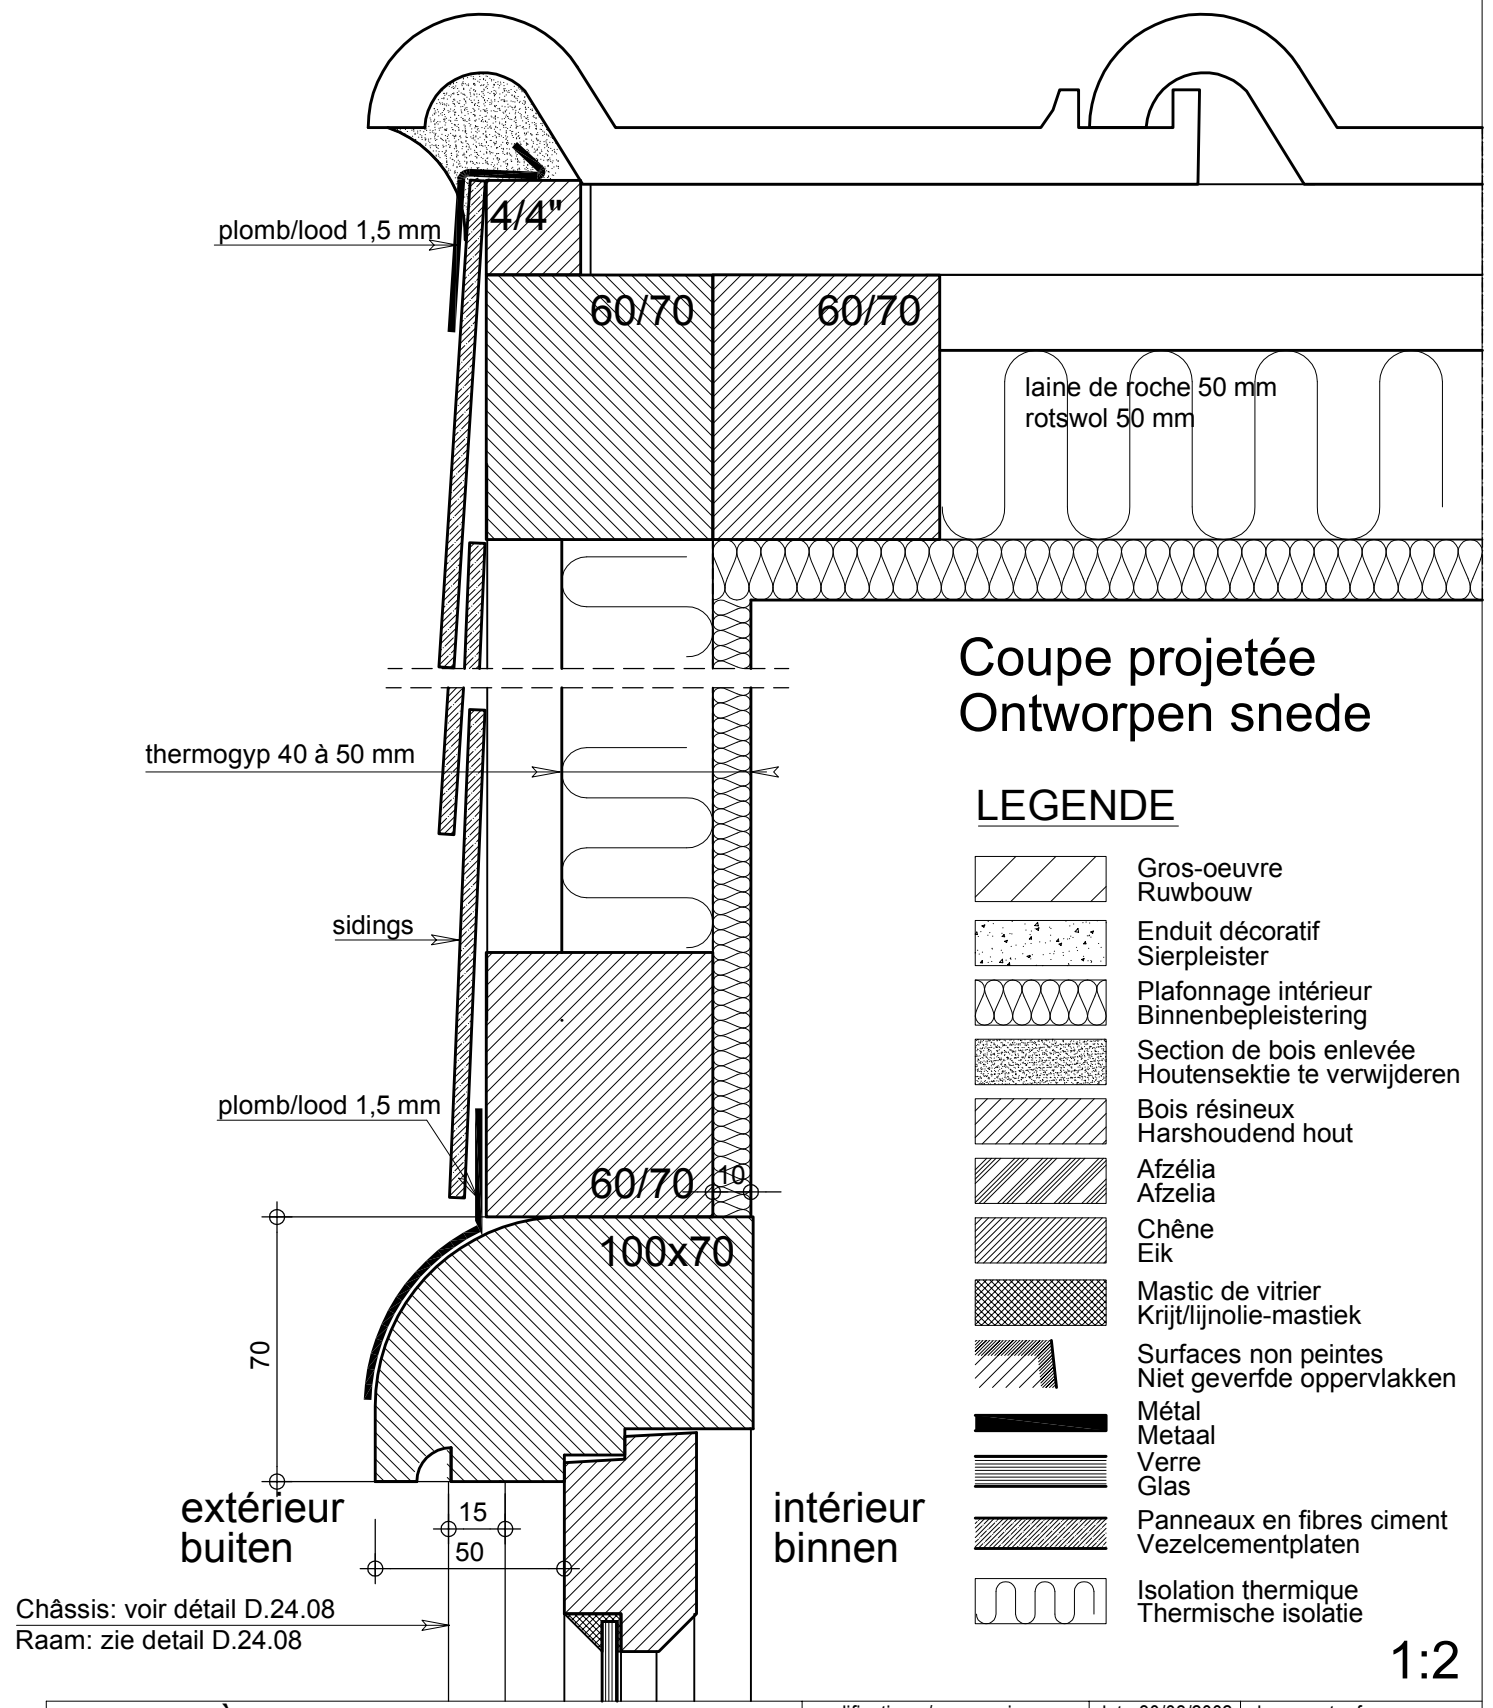 plomb/lood 1,5 mm
4/4"
60/70
60/70
laine de roche 50 mm
rotswol 50 mm
Coupe projetée
Ontworpen snede
thermogyp 40 à 50 mm
sidings
plomb/lood 1,5 mm
60/70
10
100x70
70
extérieur
buiten
15
50
intérieur
binnen
Châssis: voir détail D.24.08
Raam: zie detail D.24.08
LEGENDE
Gros-oeuvre
Ruwbouw
Enduit décoratif
Sierpleister
Plafonnage intérieur
Binnenbepleistering
Section de bois enlevée
Houtensektie te verwijderen
Bois résineux
Harshoudend hout
Afzélia
Afzelia
Chêne
Eik
Mastic de vitrier
Krijt/lijnolie-mastiek
Surfaces non peintes
Niet geverfde oppervlakken
Métal
Metaal
Verre
Glas
Panneaux en fibres ciment
Vezelcementplaten
Isolation thermique
Thermische isolatie
1:2